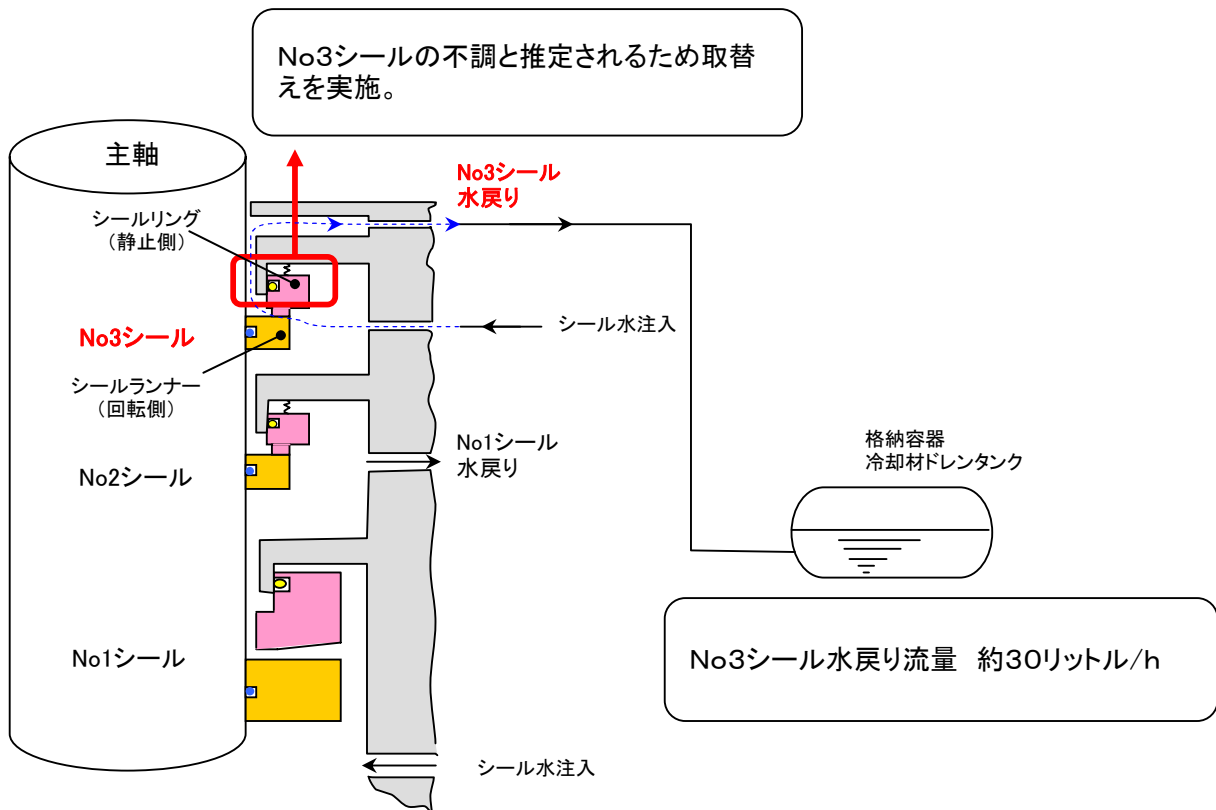 No3シールの不調と推定されるため取替
えを実施。
主軸
No3シール
水戻り
シールリング
（静止側）
シール水注入
No3シール
シールランナー
（回転側）
No1シール
水戻り
No2シール
格納容器
冷却材ドレンタンク
No1シール
No3シール水戻り流量　約30リットル/h
シール水注入